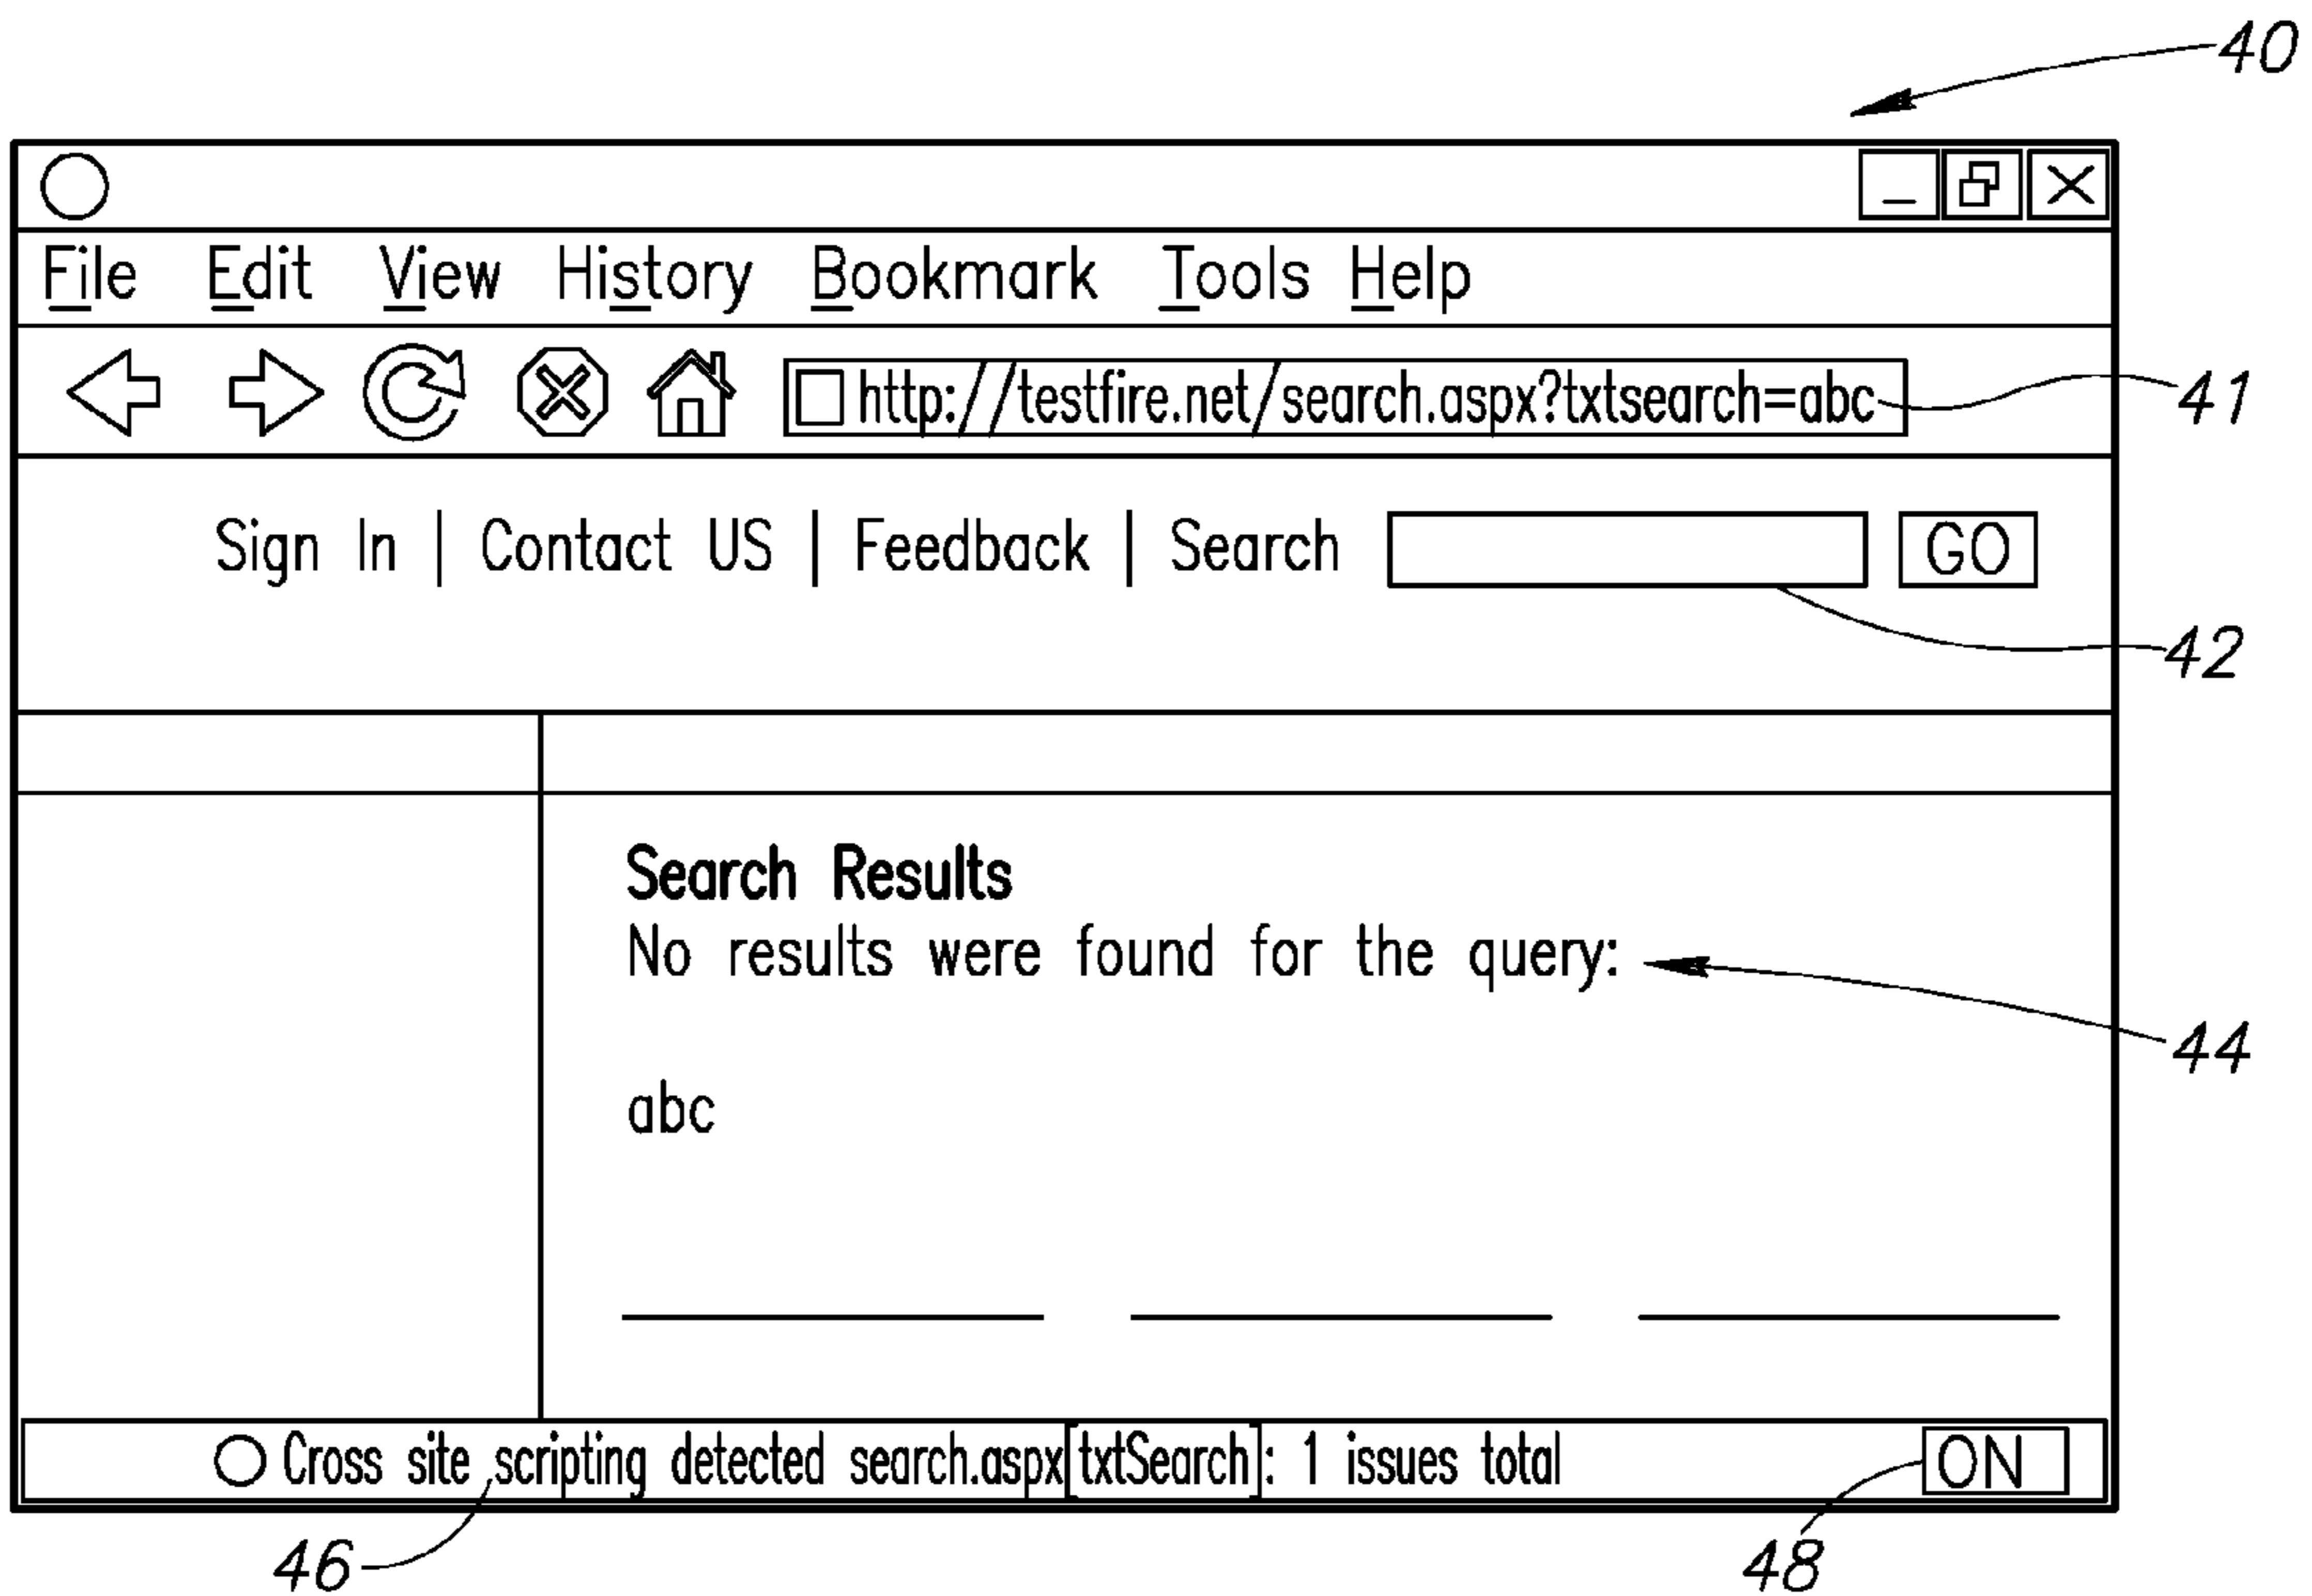 40
File Edit View History Bookmark Tools Help
http://testfire.net/search.aspx?txtsearch=abc
41
Sign In | Contact US | Feedback | Search GO
42
Search Results
No results were found for the query:
44
abc
Cross site scripting detected search.aspx[txtSearch]: 1 issues total ON
46 48